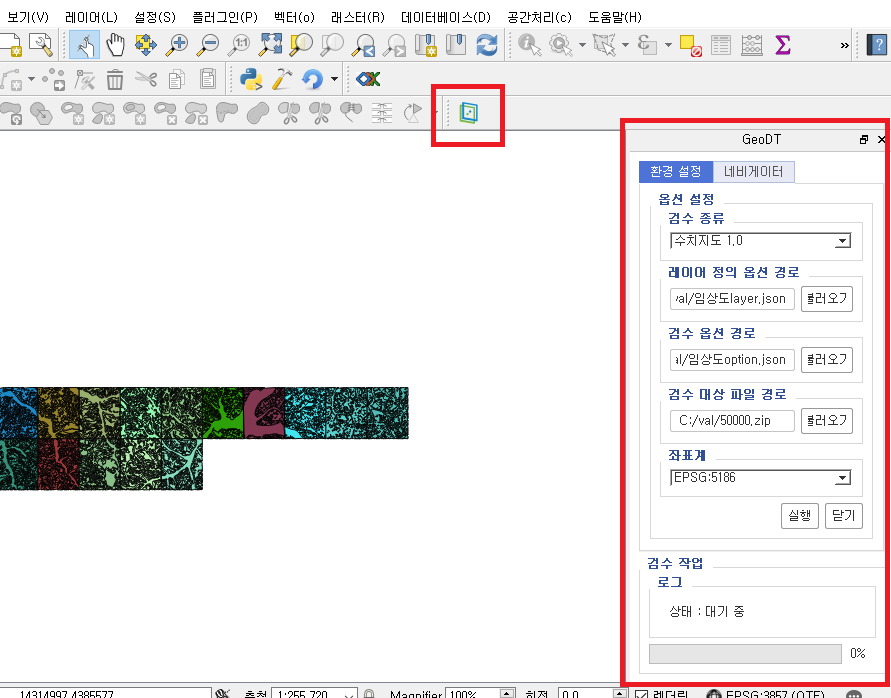 보기(V) 레이어(L) 설정(S) 플러그인(P) 벡터(o) 래스터(R) 데이터베이스(D) 공간처리(c) 도움말(H)
1:1
»
GeoDT
환경 설정 네비게이터
옵션 설정
검수 종류
수치지도 1.0
레이어 정의 옵션 경로
val/임상도layer.json 불러오기
검수 옵션 경로
al/임상도option.json 불러오기
검수 대상 파일 경로
C:/val/50000.zip 불러오기
좌표계
EPSG:5186
실행 닫기
검수 작업
로그
상태 : 대기 중
0%
14314997,4385577 축척 1:255,720 Magnifier 100% 회전 0.0 렌더링 EPSG:3857 (OTF)